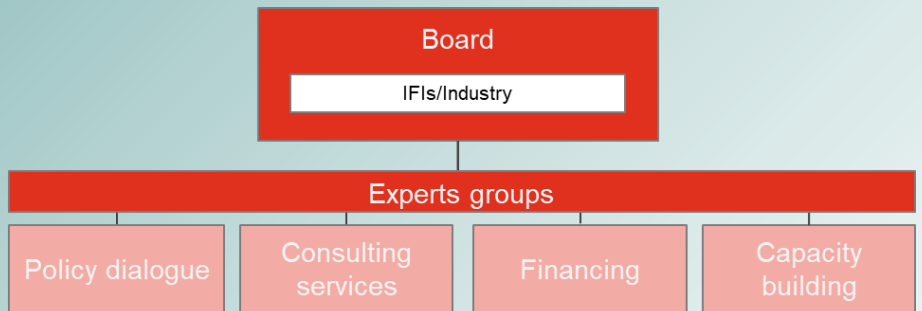 Board
IFIs/Industry
Experts groups
Policy dialogue
Consulting
services
Financing
Capacity
building